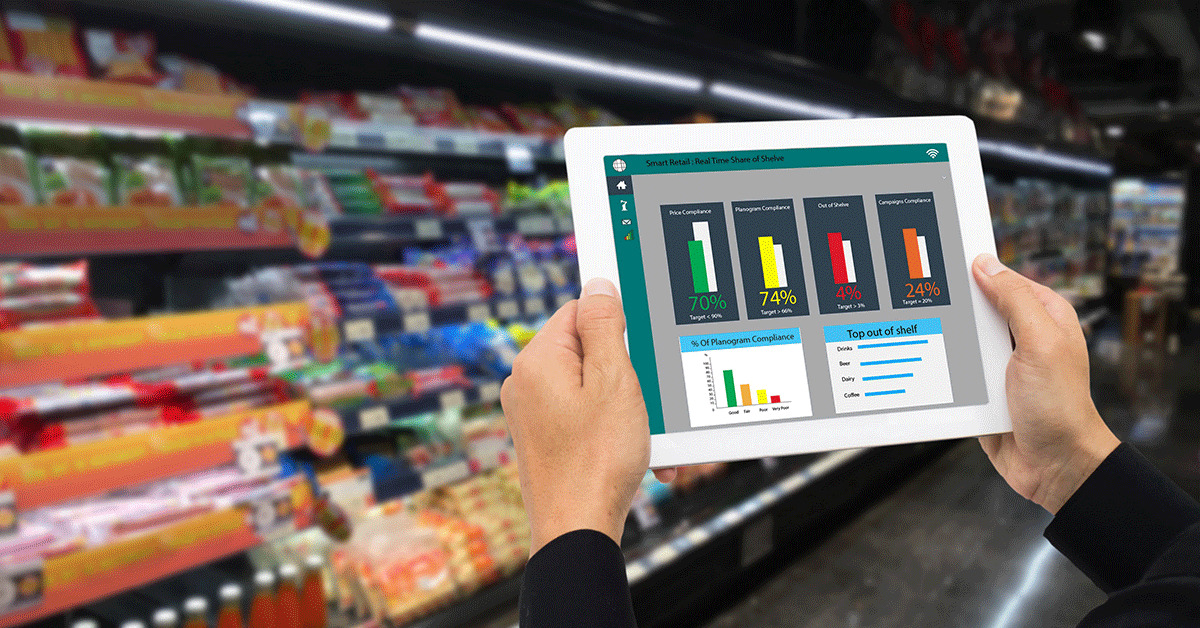 Smart Retail : Real Time Share of Shelve
Price Compliance
70%
Target < 90%
Planogram Compliance
74%
Target > 66%
Out of Shelve
4%
Target > 3%
Campaigns Compliance
24%
Target = 20%
% Of Planogram Compliance
%
Good Fair Poor Very Poor
Top out of shelf
Drinks
Beer
Dairy
Coffee